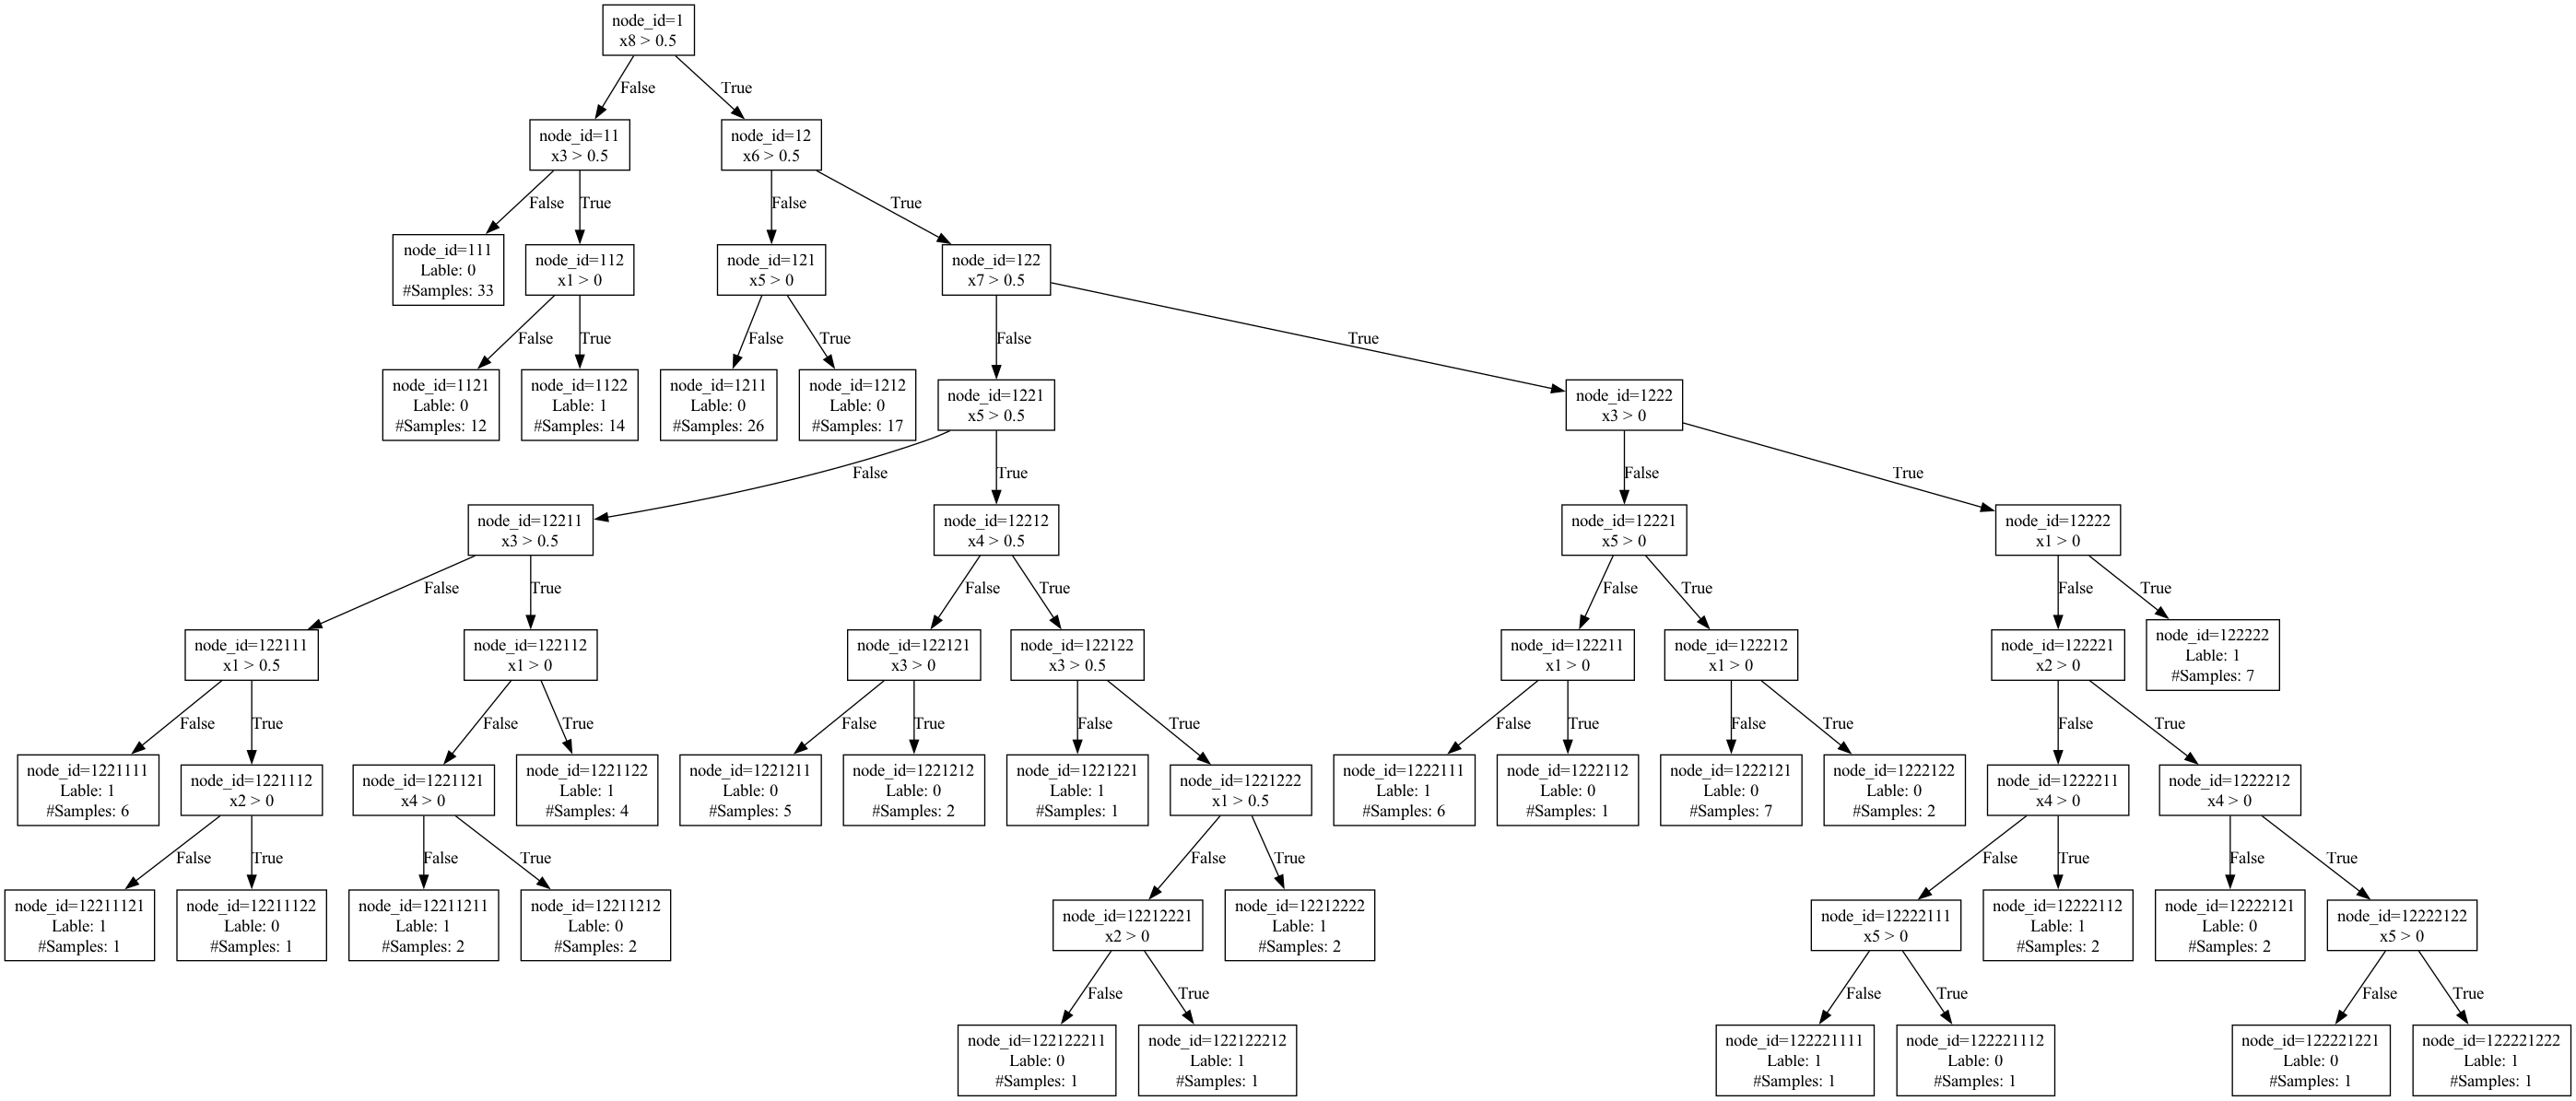 node_id=1
x8 > 0.5
False
True
node_id=11
x3 > 0.5
node_id=12
x6 > 0.5
False
True
False
True
node_id=111
Lable: 0
#Samples: 33
node_id=112
x1 > 0
node_id=121
x5 > 0
node_id=122
x7 > 0.5
False
True
False
True
False
True
node_id=1121
Lable: 0
#Samples: 12
node_id=1122
Lable: 1
#Samples: 14
node_id=1211
Lable: 0
#Samples: 26
node_id=1212
Lable: 0
#Samples: 17
node_id=1221
x5 > 0.5
node_id=1222
x3 > 0
False
True
False
True
node_id=12211
x3 > 0.5
node_id=12212
x4 > 0.5
node_id=12221
x5 > 0
node_id=12222
x1 > 0
False
True
False
True
False
True
False
True
node_id=122111
x1 > 0.5
node_id=122112
x1 > 0
node_id=122121
x3 > 0
node_id=122122
x3 > 0.5
node_id=122211
x1 > 0
node_id=122212
x1 > 0
node_id=122221
x2 > 0
node_id=122222
Lable: 1
#Samples: 7
False
True
False
True
False
True
False
True
False
True
False
True
False
True
node_id=1221111
Lable: 1
#Samples: 6
node_id=1221112
x2 > 0
node_id=1221121
x4 > 0
node_id=1221122
Lable: 1
#Samples: 4
node_id=1221211
Lable: 0
#Samples: 5
node_id=1221212
Lable: 0
#Samples: 2
node_id=1221221
Lable: 1
#Samples: 1
node_id=1221222
x1 > 0.5
node_id=1222111
Lable: 1
#Samples: 6
node_id=1222112
Lable: 0
#Samples: 1
node_id=1222121
Lable: 0
#Samples: 7
node_id=1222122
Lable: 0
#Samples: 2
node_id=1222211
x4 > 0
node_id=1222212
x4 > 0
False
True
False
True
False
True
False
True
False
True
node_id=12211121
Lable: 1
#Samples: 1
node_id=12211122
Lable: 0
#Samples: 1
node_id=12211211
Lable: 1
#Samples: 2
node_id=12211212
Lable: 0
#Samples: 2
node_id=12212221
x2 > 0
node_id=12212222
Lable: 1
#Samples: 2
node_id=12222111
x5 > 0
node_id=12222112
Lable: 1
#Samples: 2
node_id=12222121
Lable: 0
#Samples: 2
node_id=12222122
x5 > 0
False
True
False
True
False
True
node_id=122122211
Lable: 0
#Samples: 1
node_id=122122212
Lable: 1
#Samples: 1
node_id=122221111
Lable: 1
#Samples: 1
node_id=122221112
Lable: 0
#Samples: 1
node_id=122221221
Lable: 0
#Samples: 1
node_id=122221222
Lable: 1
#Samples: 1